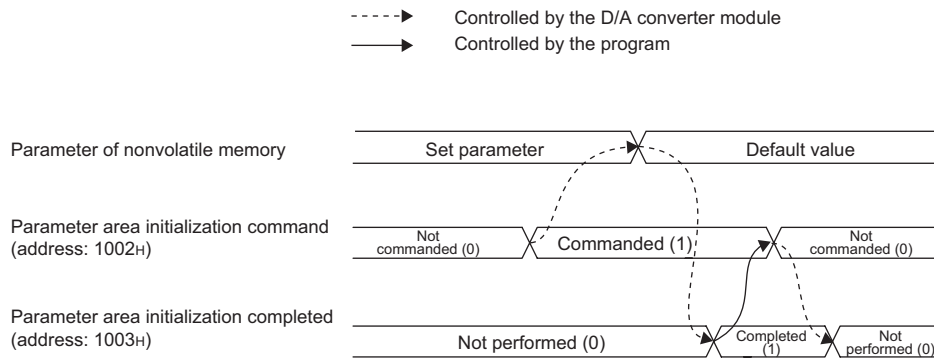 Controlled by the D/A converter module
Controlled by the program
Parameter of nonvolatile memory
Set parameter
Default value
Parameter area initialization command
(address: 1002H)
Not
commanded (0)
Commanded (1)
Not
commanded (0)
Parameter area initialization completed
(address: 1003H)
Not performed (0)
Completed
(1)
Not
performed (0)